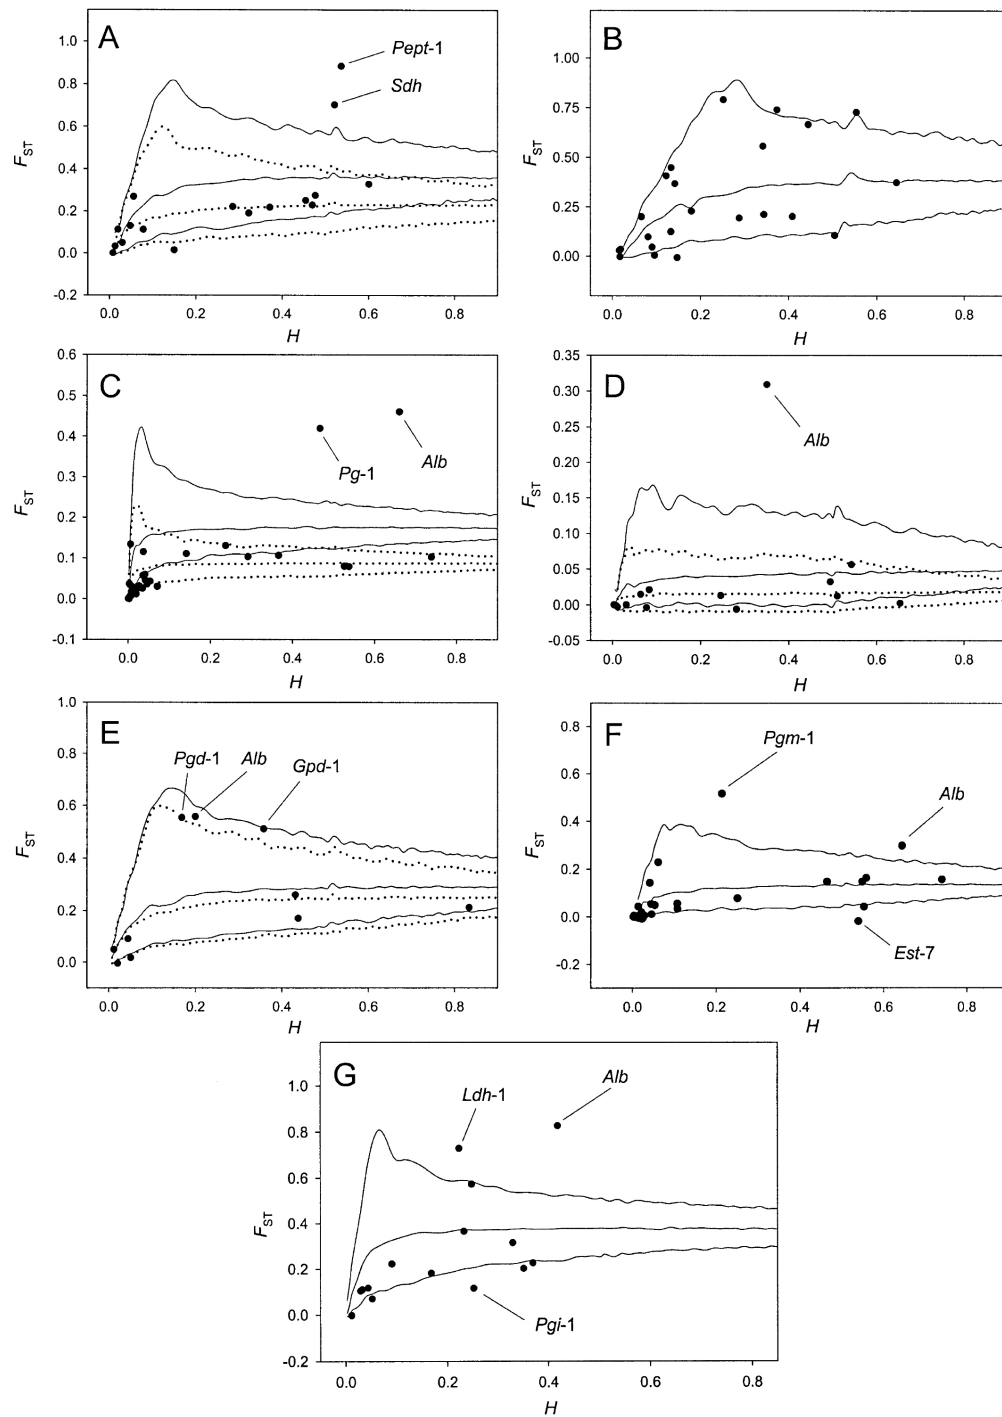 A
Pept-1
Sdh
FST
1.0
0.8
0.6
0.4
0.2
0.0
-0.2
0.0 0.2 0.4 0.6 0.8
H
B
FST
1.00
0.75
0.50
0.25
0.00
0.0 0.2 0.4 0.6 0.8
H
C
Pg-1
Alb
FST
0.6
0.5
0.4
0.3
0.2
0.1
0.0
-0.1
0.0 0.2 0.4 0.6 0.8
H
D
Alb
FST
0.35
0.30
0.25
0.20
0.15
0.10
0.05
0.00
-0.05
0.0 0.2 0.4 0.6 0.8
H
E
Pgd-1
Alb
Gpd-1
FST
1.0
0.8
0.6
0.4
0.2
0.0
0.0 0.2 0.4 0.6 0.8
H
F
Pgm-1
Alb
Est-7
FST
0.8
0.6
0.4
0.2
0.0
-0.2
0.0 0.2 0.4 0.6 0.8
H
G
Ldh-1
Alb
Pgi-1
FST
1.0
0.8
0.6
0.4
0.2
0.0
-0.2
0.0 0.2 0.4 0.6 0.8
H